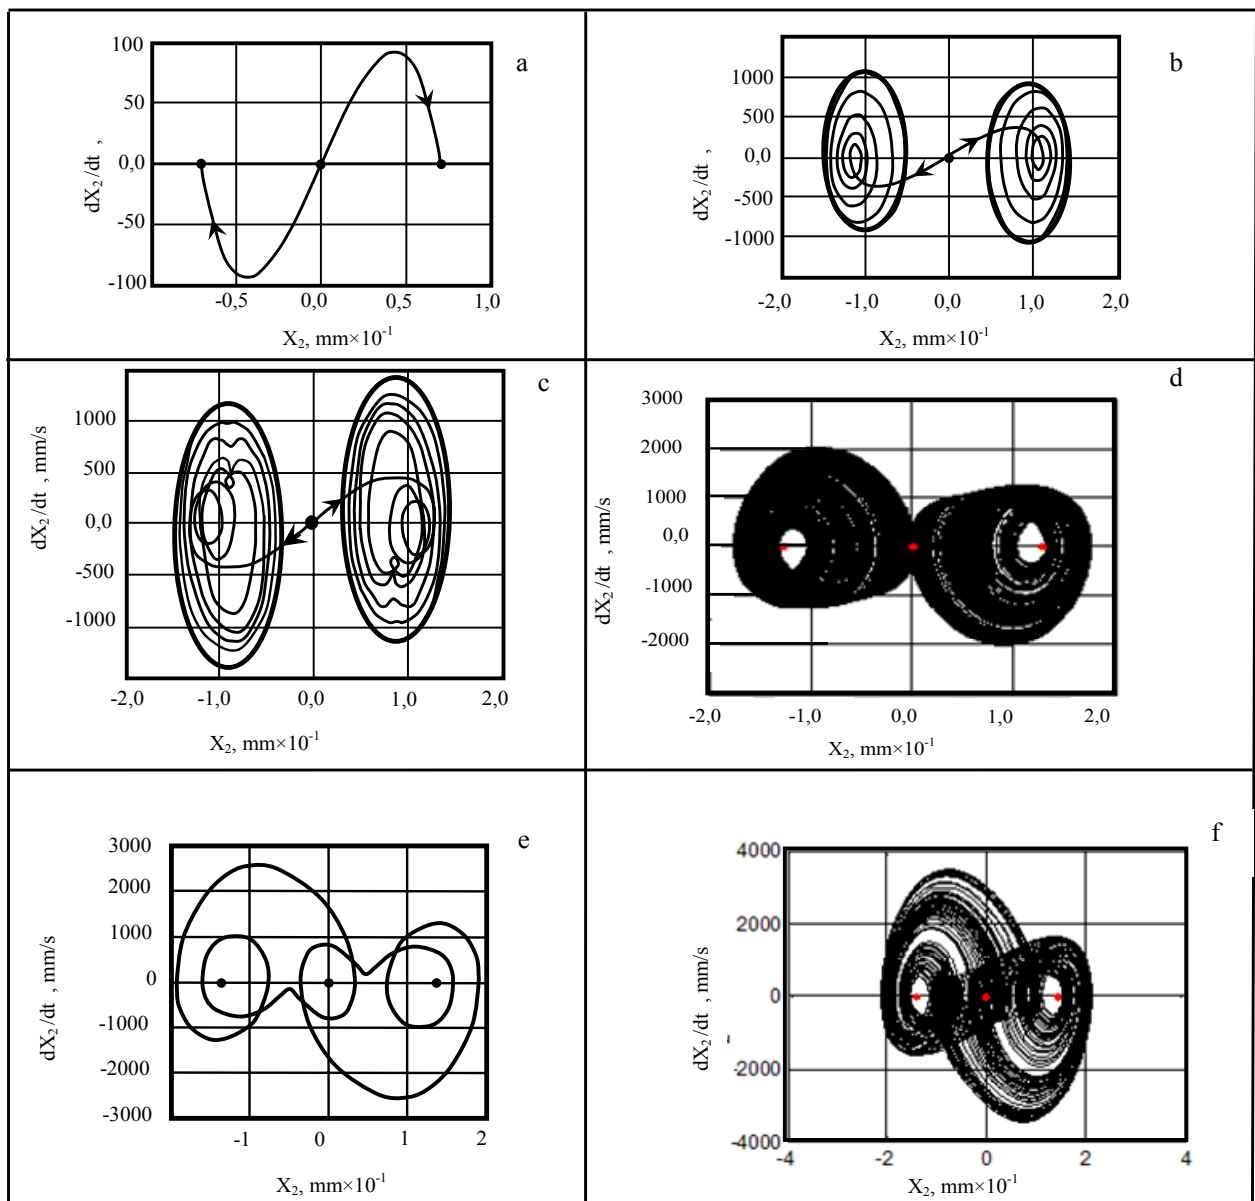 a
100
50
0,0
-50
-100
dX2/dt ,
-0,5 0,0 0,5 1,0
X2, mm×10-1
b
1000
500
0,0
-500
-1000
dX2/dt ,
-2,0 -1,0 0,0 1,0 2,0
X2, mm×10-1
c
1000
500
0,0
-500
-1000
dX2/dt , mm/s
-2,0 -1,0 0,0 1,0 2,0
X2, mm×10-1
d
3000
2000
1000
0,0
-1000
-2000
dX2/dt , mm/s
-2,0 -1,0 0,0 1,0 2,0
X2, mm×10-1
e
3000
2000
1000
0
-1000
-2000
-3000
dX2/dt , mm/s
-1 0 1 2
X2, mm×10-1
f
4000
2000
0
-2000
-4000
dX2/dt , mm/s
-4 -2 0 2 4
X2, mm×10-1